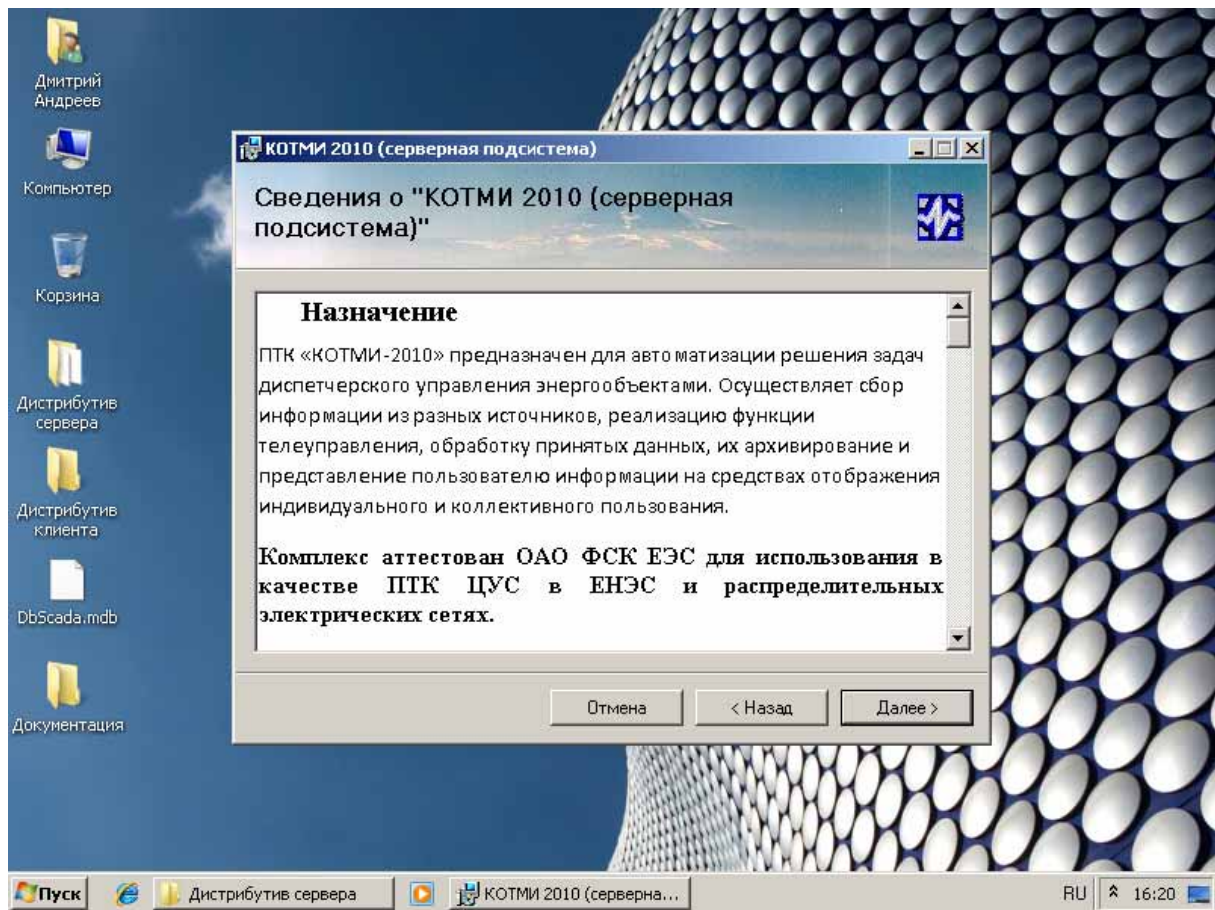 Дмитрий
Андреев
Компьютер
Корзина
Дистрибутив
сервера
Дистрибутив
клиента
DbScada.mdb
Документация
КОТМИ 2010 (серверная подсистема)
Сведения о "КОТМИ 2010 (серверная
подсистема)"
Назначение
ПТК «КОТМИ-2010» предназначен для автоматизации решения задач
диспетчерского управления энергообъектами. Осуществляет сбор
информации из разных источников, реализацию функции
телеуправления, обработку принятых данных, их архивирование и
представление пользователю информации на средствах отображения
индивидуального и коллективного пользования.
Комплекс аттестован ОАО ФСК ЕЭС для использования в
качестве ПТК ЦУС в ЕНЭС и распределительных
электрических сетях.
Отмена
< Назад
Далее >
Пуск
Дистрибутив сервера
КОТМИ 2010 (серверна...
RU
16:20